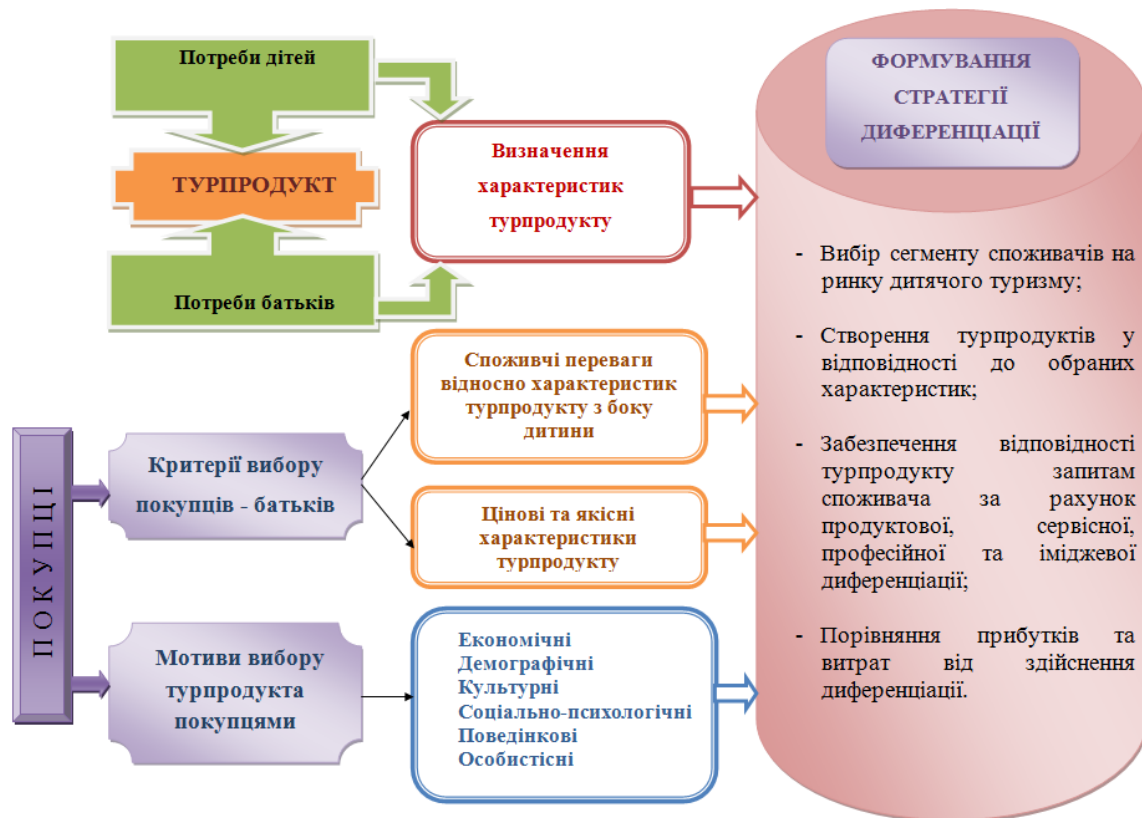 Потреби дітей
ТУРПРОДУКТ
Потреби батьків
Визначення
характеристик
турпродукту
Споживчі переваги
відносно характеристик
турпродукту з боку
дитини
ПОКУПЦІ
Критерії вибору
покупців - батьків
Цінові та якісні
характеристики
турпродукту
Мотиви вибору
турпродукта
покупцями
Економічні
Демографічні
Культурні
Соціально-психологічні
Поведінкові
Особистісні
ФОРМУВАННЯ
СТРАТЕГІЇ
ДИФЕРЕНЦІАЦІЇ
- Вибір сегменту споживачів на
ринку дитячого туризму;
- Створення турпродуктів у
відповідності до обраних
характеристик;
- Забезпечення відповідності
турпродукту запитам
споживача за рахунок
продуктової, сервісної,
професійної та іміджевої
диференціації;
- Порівняння прибутків та
витрат від здійснення
диференціації.